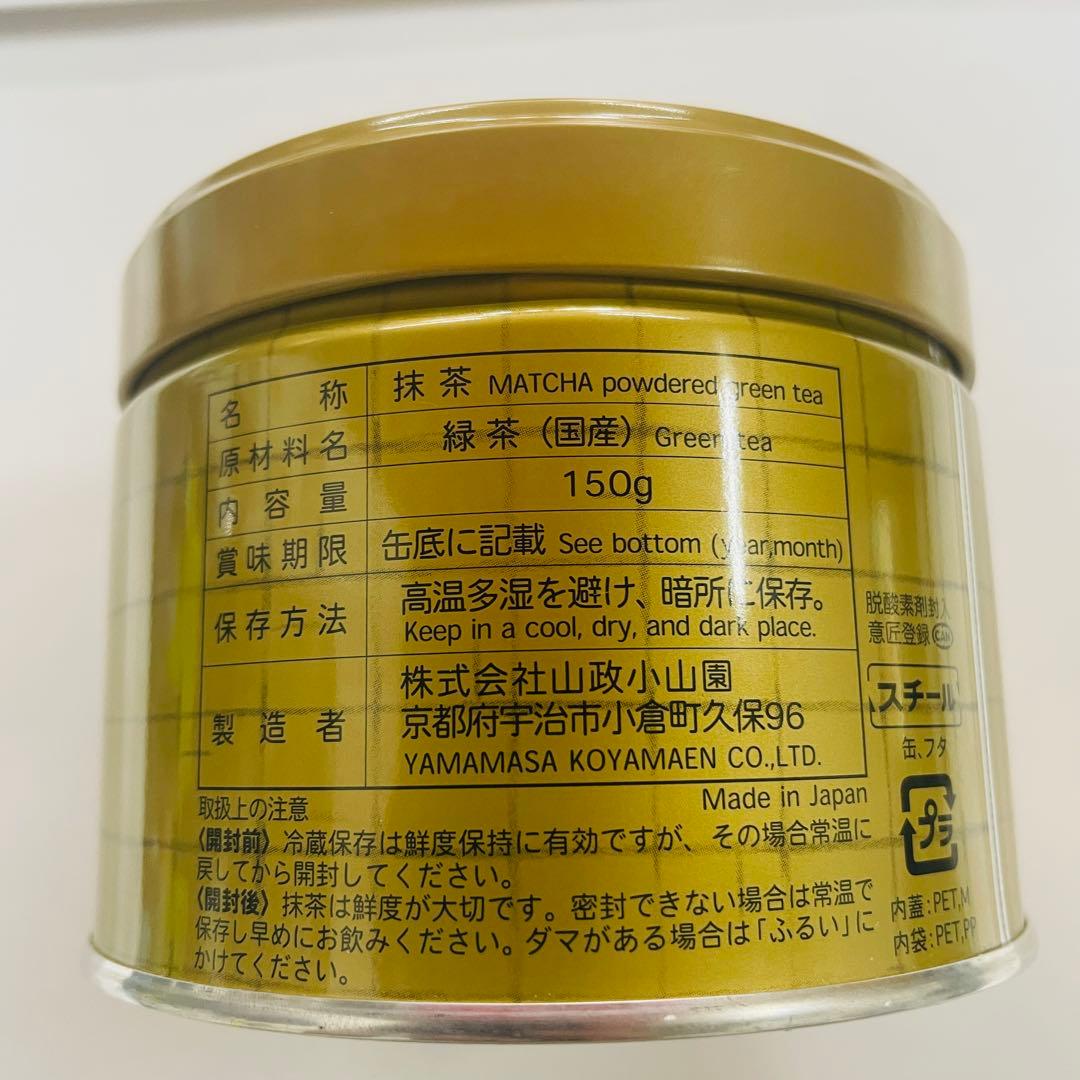 名称 抹茶 MATCHA powdered green tea
原材料名 緑茶（国産） Green tea
内容量 150g
賞味期限 缶底に記載 See bottom (year,month)
保存方法 高温多湿を避け、暗所に保存。
Keep in a cool, dry, and dark place.
製造者 株式会社山政小山園
京都府宇治市小倉町久保96
YAMAMASA KOYAMAEN CO.,LTD.
Made in Japan
取扱上の注意
〈開封前〉冷蔵保存は鮮度保持に有効ですが、その場合常温に
戻してから開封してください。
〈開封後〉抹茶は鮮度が大切です。密封できない場合は常温で
保存し早めにお飲みください。ダマがある場合は「ふるい」に
かけてください。
脱酸素剤封入
意匠登録 CAN
スチール
缶、フタ
プラ
内蓋：PET,M
内袋：PET,PP